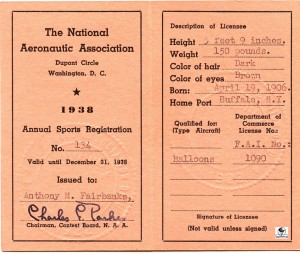 The National
Aeronautic Association
Dupont Circle
Washington, D. C.
★
1938
Annual Sports Registration
No. 134
Valid until December 31, 1938
Issued to:
Anthony M. Fairbanks,
Charles F. Parker
Chairman, Contest Board, N. A. A.
Description of Licensee
Height 5 feet 9 inches.
Weight 150 pounds.
Color of hair Dark
Color of eyes Brown
Born: April 19, 1906.
Home Port Buffalo, N.Y.
Qualified for: (Type Aircraft)
Department of Commerce License No.:
F.A.I. No.:
Balloons 1090
Signature of Licensee
(Not valid unless signed)